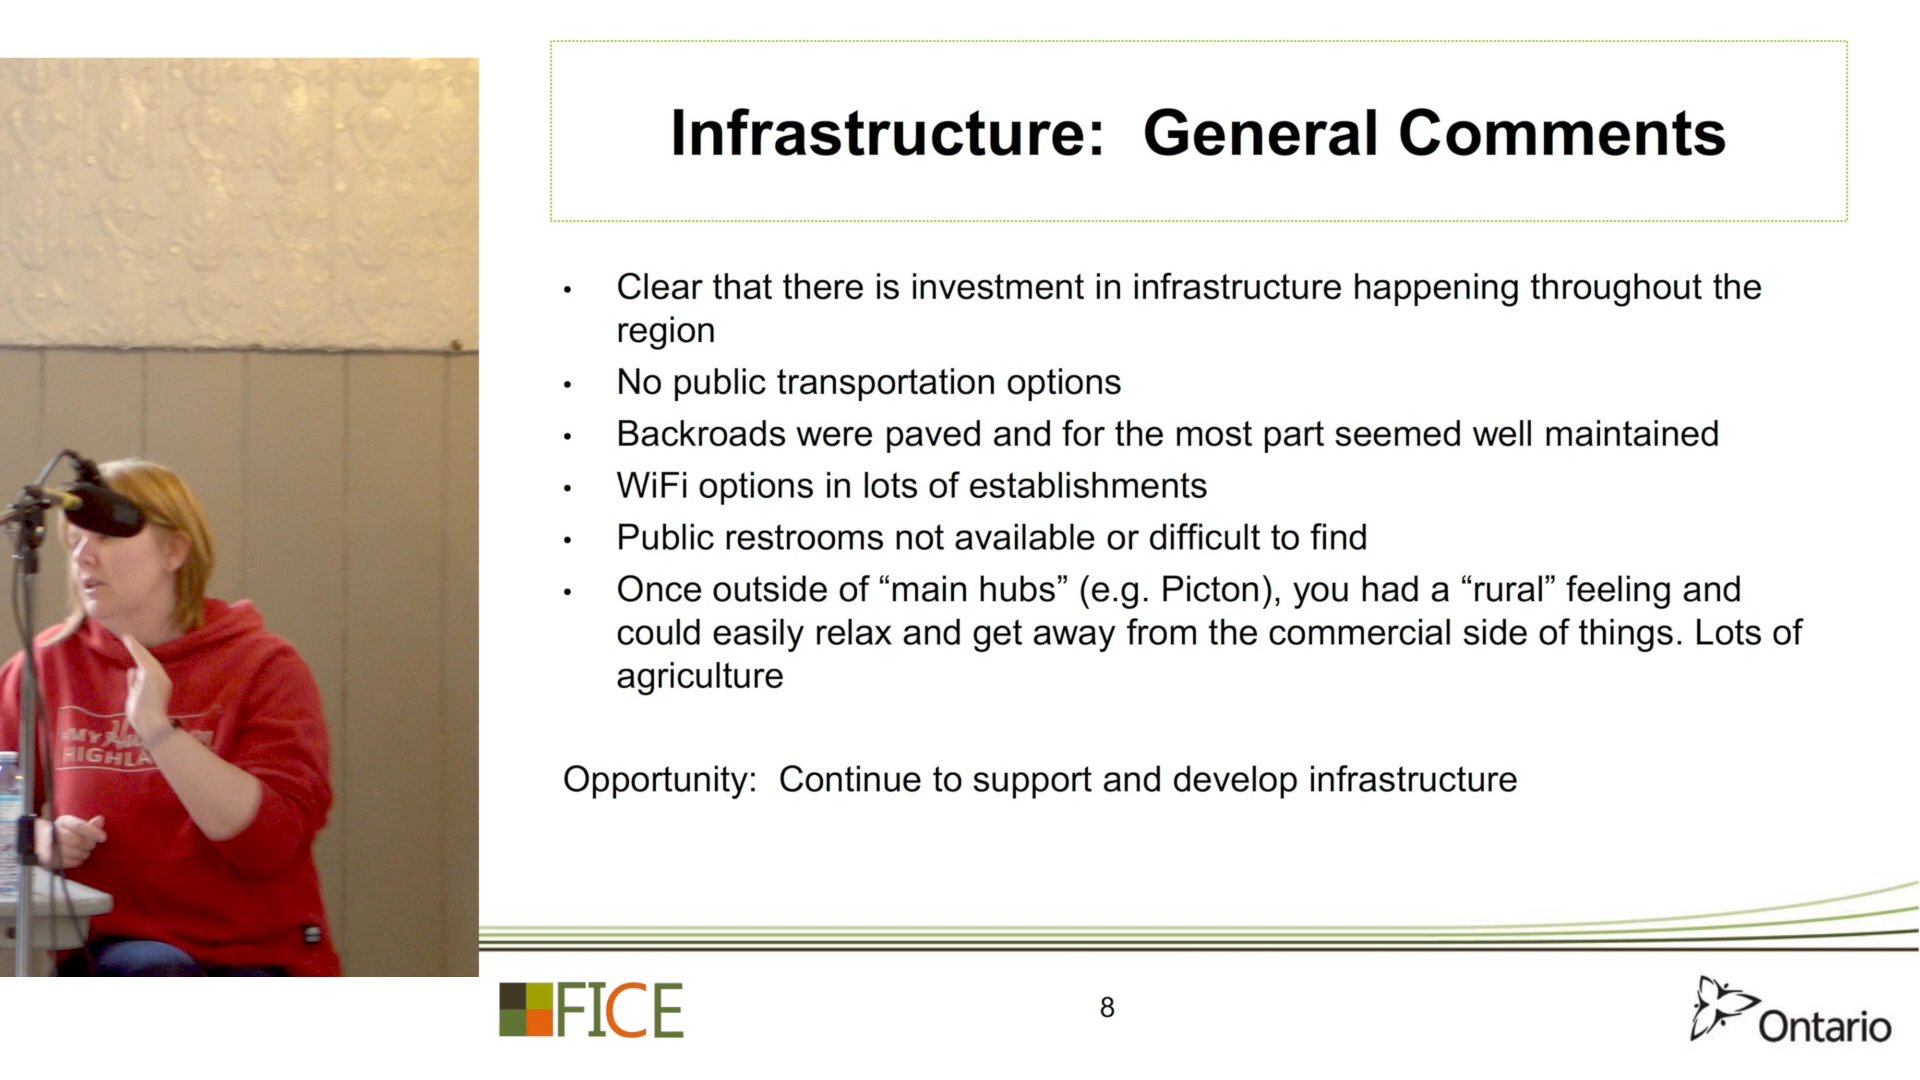 Infrastructure: General Comments
• Clear that there is investment in infrastructure happening throughout the
region
• No public transportation options
• Backroads were paved and for the most part seemed well maintained
• WiFi options in lots of establishments
• Public restrooms not available or difficult to find
• Once outside of “main hubs” (e.g. Picton), you had a “rural” feeling and
could easily relax and get away from the commercial side of things. Lots of
agriculture
Opportunity: Continue to support and develop infrastructure
FICE
8
Ontario
MY